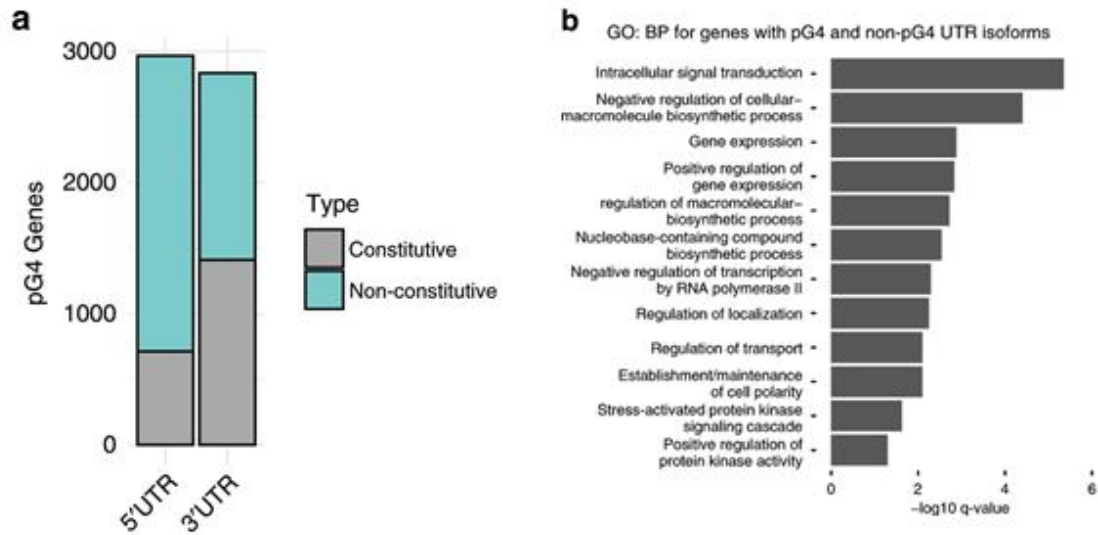 a
3000
2000
1000
0
pG4 Genes
5'UTR
3'UTR
Type
Constitutive
Non-constitutive
b
GO: BP for genes with pG4 and non-pG4 UTR isoforms
Intracellular signal transduction
Negative regulation of cellular–
macromolecule biosynthetic process
Gene expression
Positive regulation of
gene expression
regulation of macromolecular–
biosynthetic process
Nucleobase-containing compound
biosynthetic process
Negative regulation of transcription
by RNA polymerase II
Regulation of localization
Regulation of transport
Establishment/maintenance
of cell polarity
Stress-activated protein kinase
signaling cascade
Positive regulation of
protein kinase activity
0
2
4
6
–log10 q-value